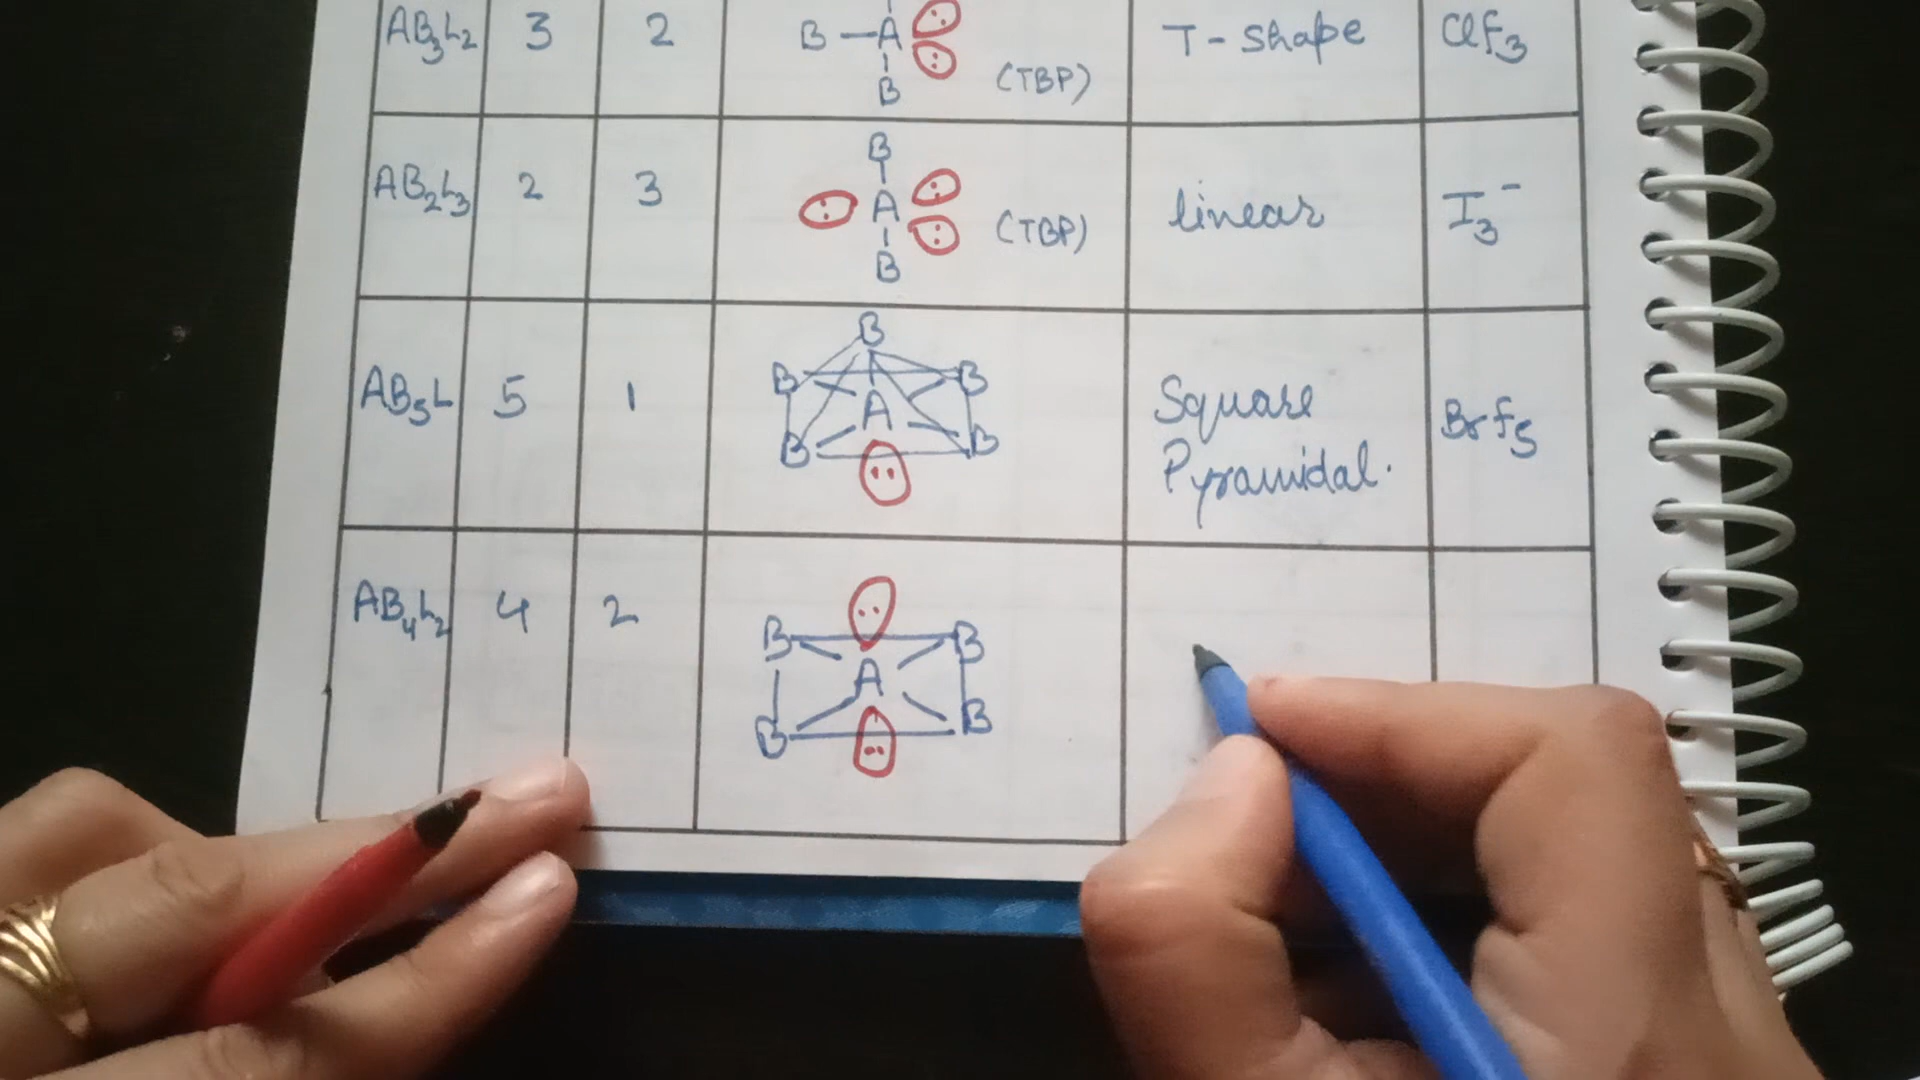 AB₃L₂ 3 2 B — A (TBP) T-shape ClF₃
B
B
AB₂L₃ 2 3 A (TBP) linear I₃⁻
B
B
B B
AB₅L 5 1 A Square BrF₅
B B Pyramidal.
AB₄L₂ 4 2 B B
A
B B